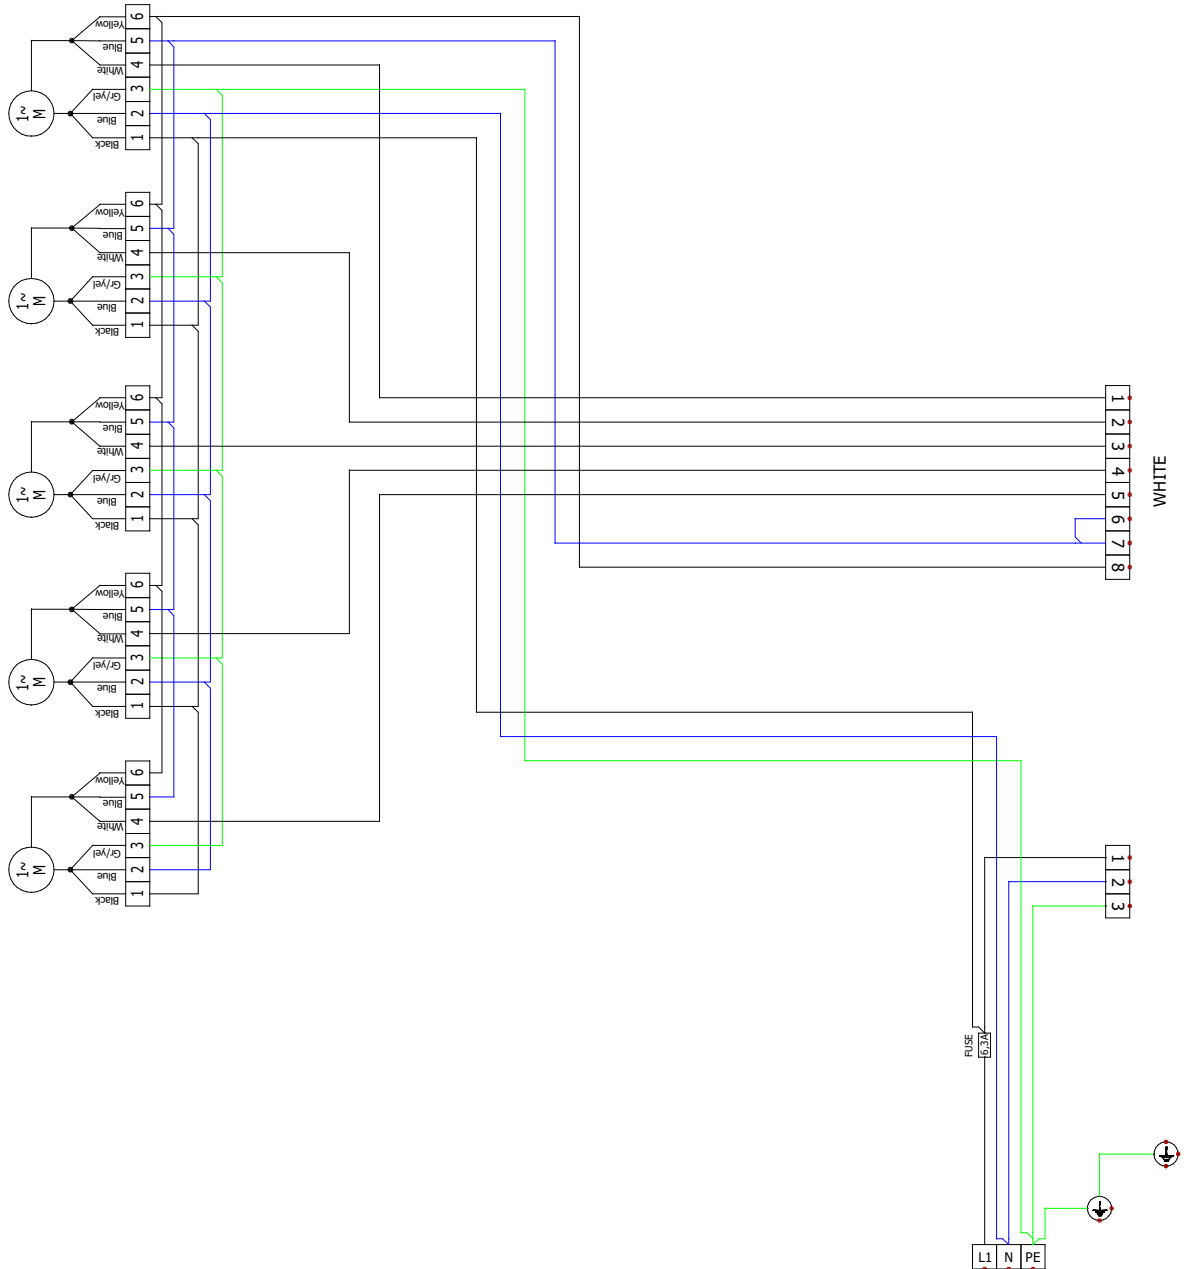 6
Yellow
5
Blue
4
White
3
Gr/yel
2
Blue
1
Black
1~
M
6
Yellow
5
Blue
4
White
3
Gr/yel
2
Blue
1
Black
1~
M
6
Yellow
5
Blue
4
White
3
Gr/yel
2
Blue
1
Black
1~
M
6
Yellow
5
Blue
4
White
3
Gr/yel
2
Blue
1
Black
1~
M
6
Yellow
5
Blue
4
White
3
Gr/yel
2
Blue
1
Black
1~
M
1
2
3
4
5
6
7
8
WHITE
1
2
3
FUSE
6,3A
L1 N PE